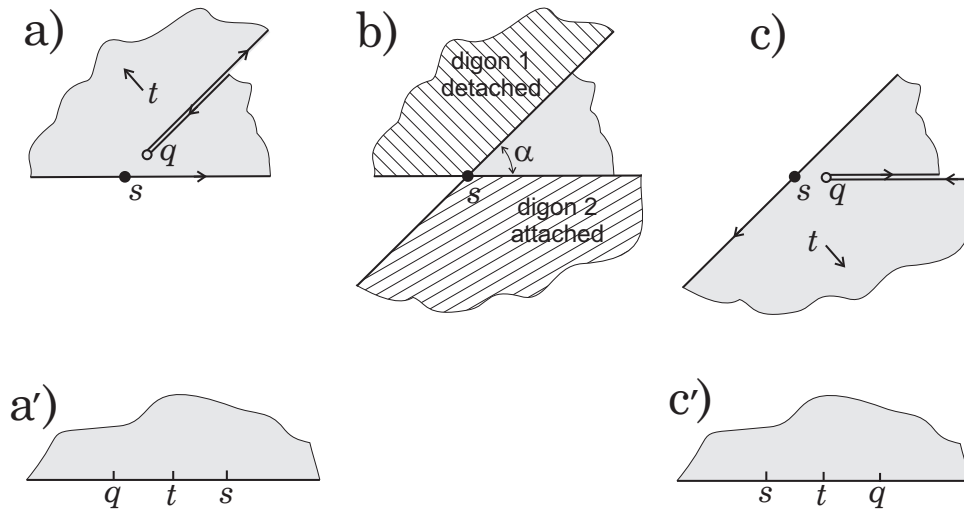 a)
t
q
s
b)
digon 1
detached
α
s
digon 2
attached
c)
s
q
t
a′)
q t s
c′)
s t q